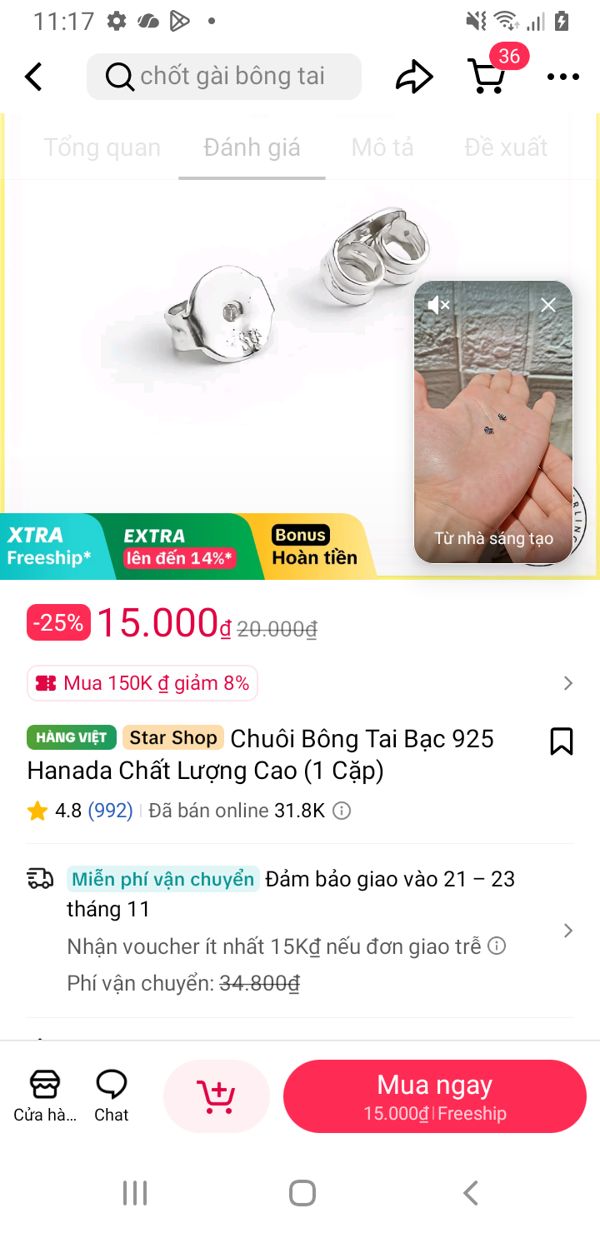 11:17
36
chốt gài bông tai
Tổng quan
Đánh giá
Mô tả
Đề xuất
Từ nhà sáng tạo
XTRA
Freeship*
EXTRA
lên đến 14%*
Bonus
Hoàn tiền
-25% 15.000₫ 20.000₫
Mua 150K ₫ giảm 8%
HÀNG VIỆT Star Shop Chuôi Bông Tai Bạc 925
Hanada Chất Lượng Cao (1 Cặp)
4.8 (992) Đã bán online 31.8K
Miễn phí vận chuyển Đảm bảo giao vào 21 – 23
tháng 11
Nhận voucher ít nhất 15K₫ nếu đơn giao trễ
Phí vận chuyển: 34.800₫
Cửa hà...
Chat
Mua ngay
15.000₫ Freeship